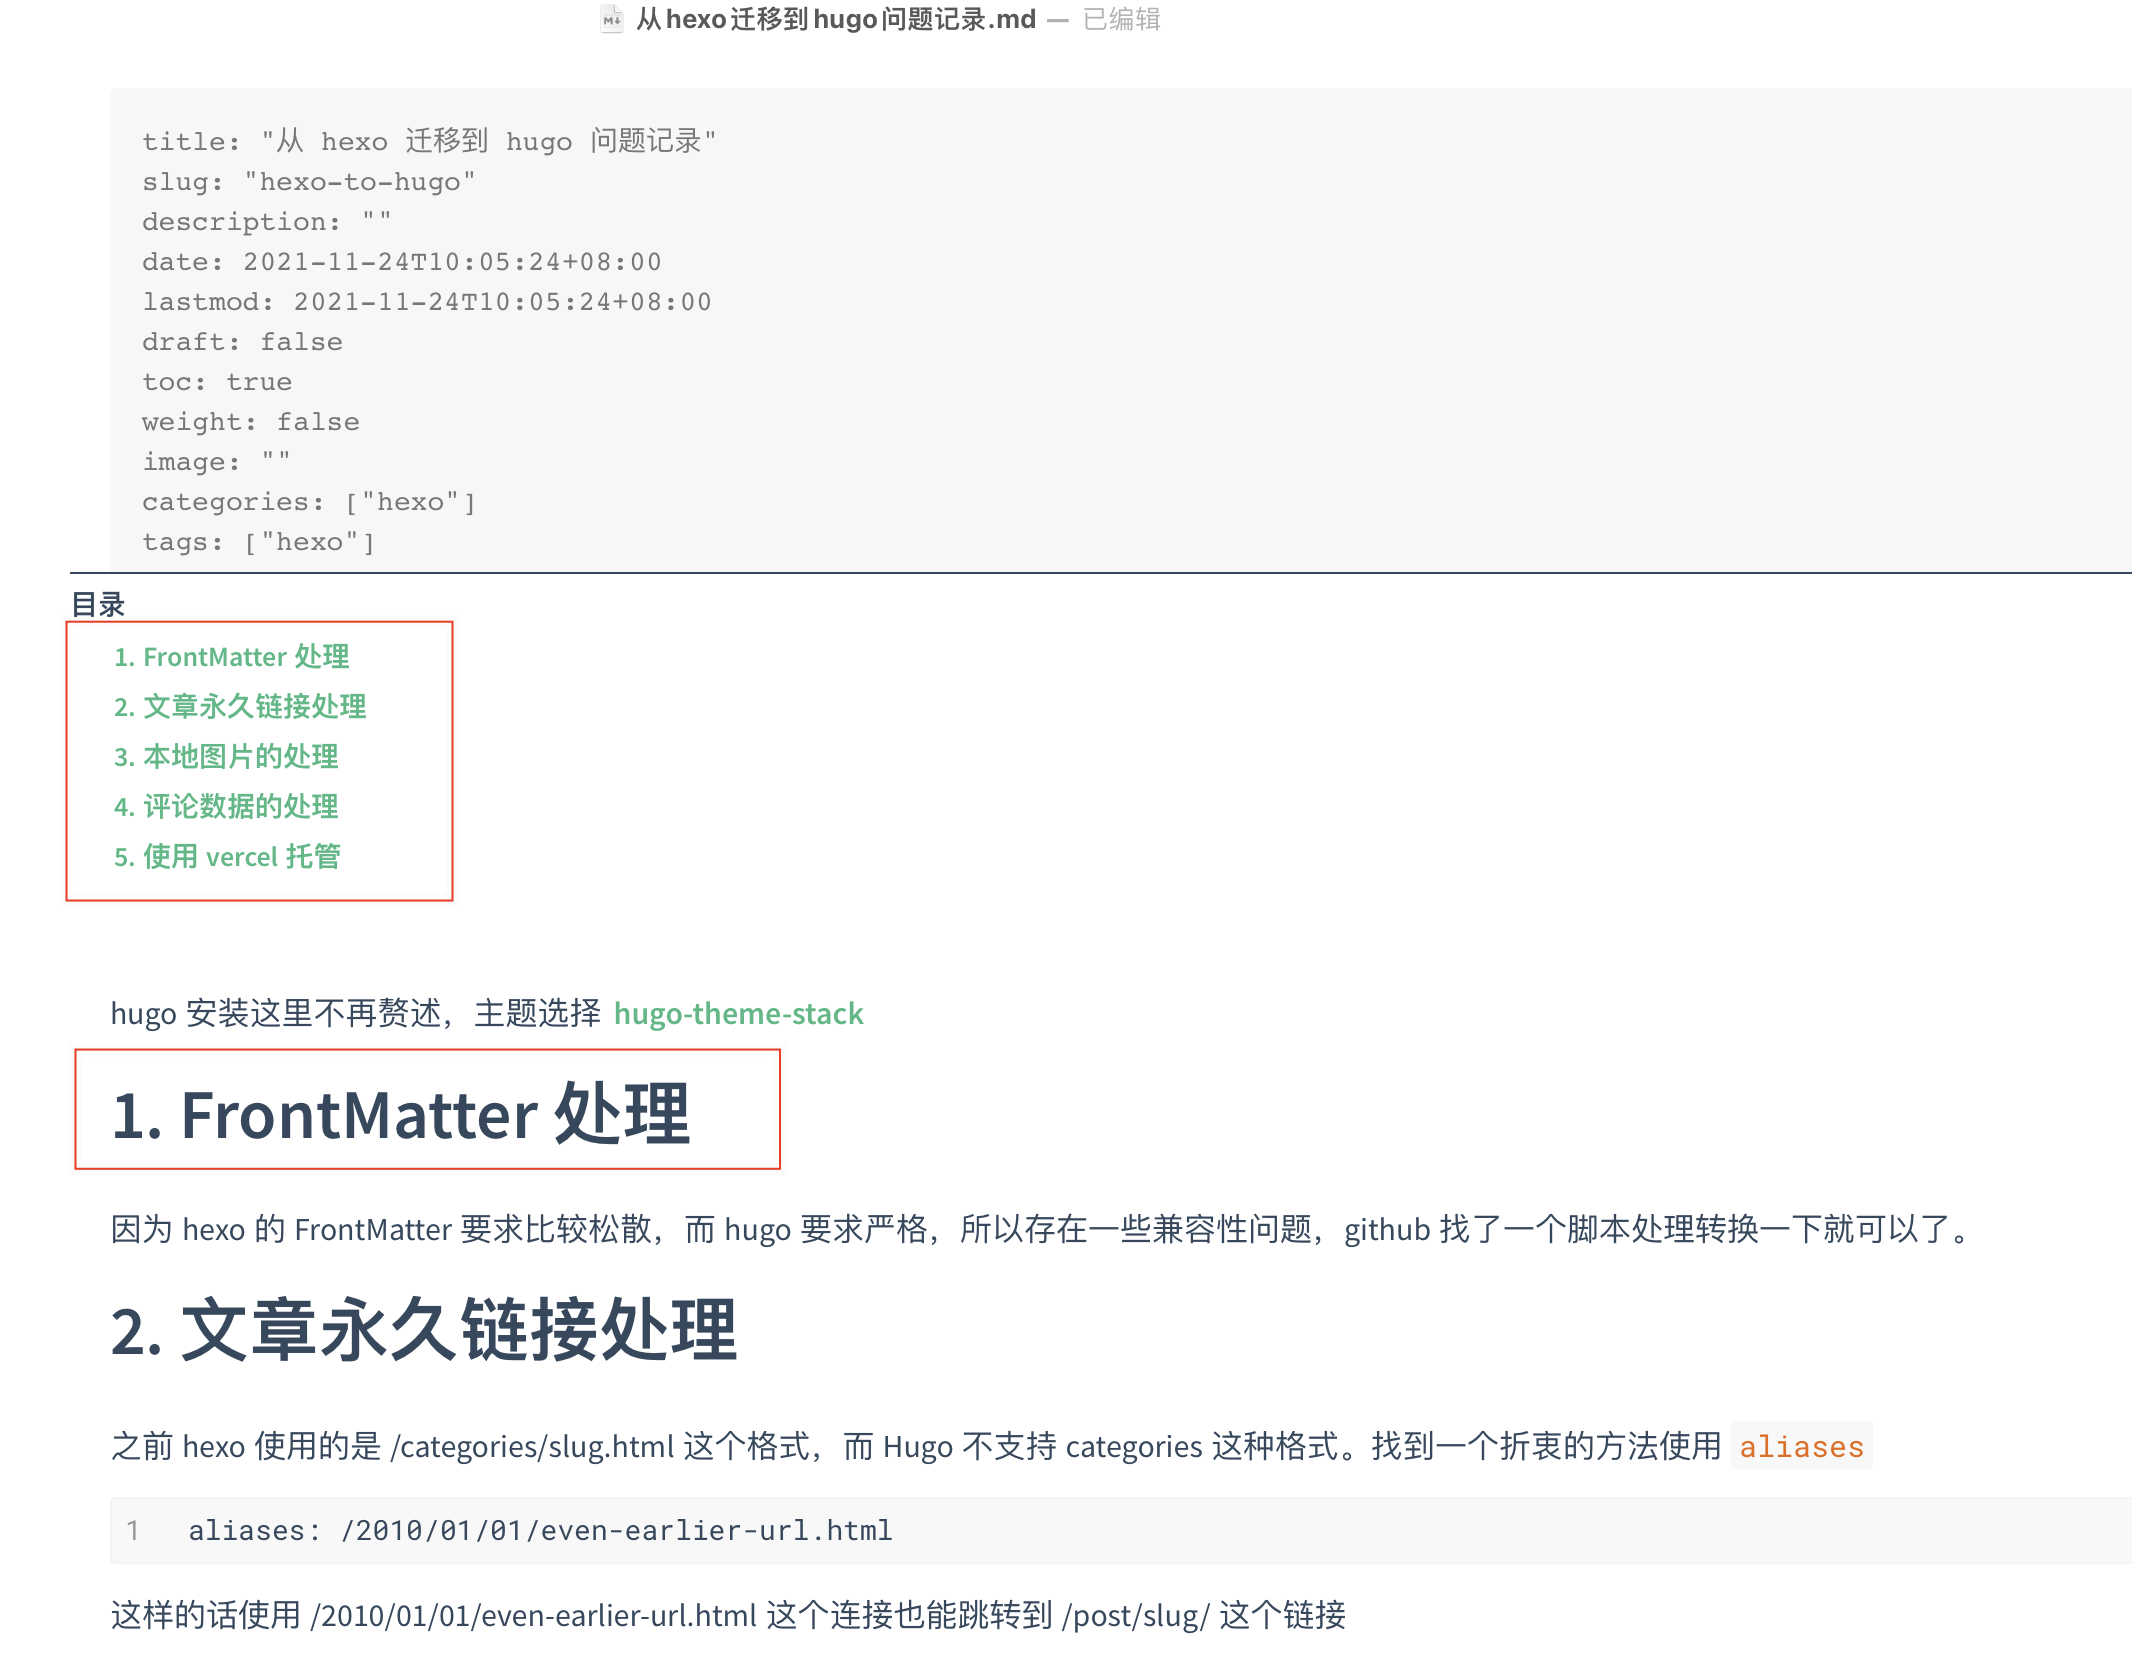 从hexo迁移到hugo问题记录.md — 已编辑
title: "从 hexo 迁移到 hugo 问题记录"
slug: "hexo-to-hugo"
description: ""
date: 2021-11-24T10:05:24+08:00
lastmod: 2021-11-24T10:05:24+08:00
draft: false
toc: true
weight: false
image: ""
categories: ["hexo"]
tags: ["hexo"]
目录
1. FrontMatter 处理
2. 文章永久链接处理
3. 本地图片的处理
4. 评论数据的处理
5. 使用 vercel 托管
hugo 安装这里不再赘述，主题选择 hugo-theme-stack
1. FrontMatter 处理
因为 hexo 的 FrontMatter 要求比较松散，而 hugo 要求严格，所以存在一些兼容性问题，github 找了一个脚本处理转换一下就可以了。
2. 文章永久链接处理
之前 hexo 使用的是 /categories/slug.html 这个格式，而 Hugo 不支持 categories 这种格式。找到一个折衷的方法使用 aliases
1 aliases: /2010/01/01/even-earlier-url.html
这样的话使用 /2010/01/01/even-earlier-url.html 这个连接也能跳转到 /post/slug/ 这个链接